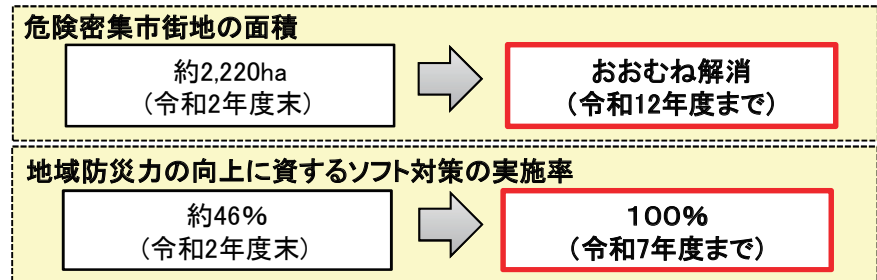 危険密集市街地の面積
約2,220ha
（令和2年度末）
おおむね解消
（令和12年度まで）
地域防災力の向上に資するソフト対策の実施率
約46%
（令和2年度末）
１００%
（令和7年度まで）